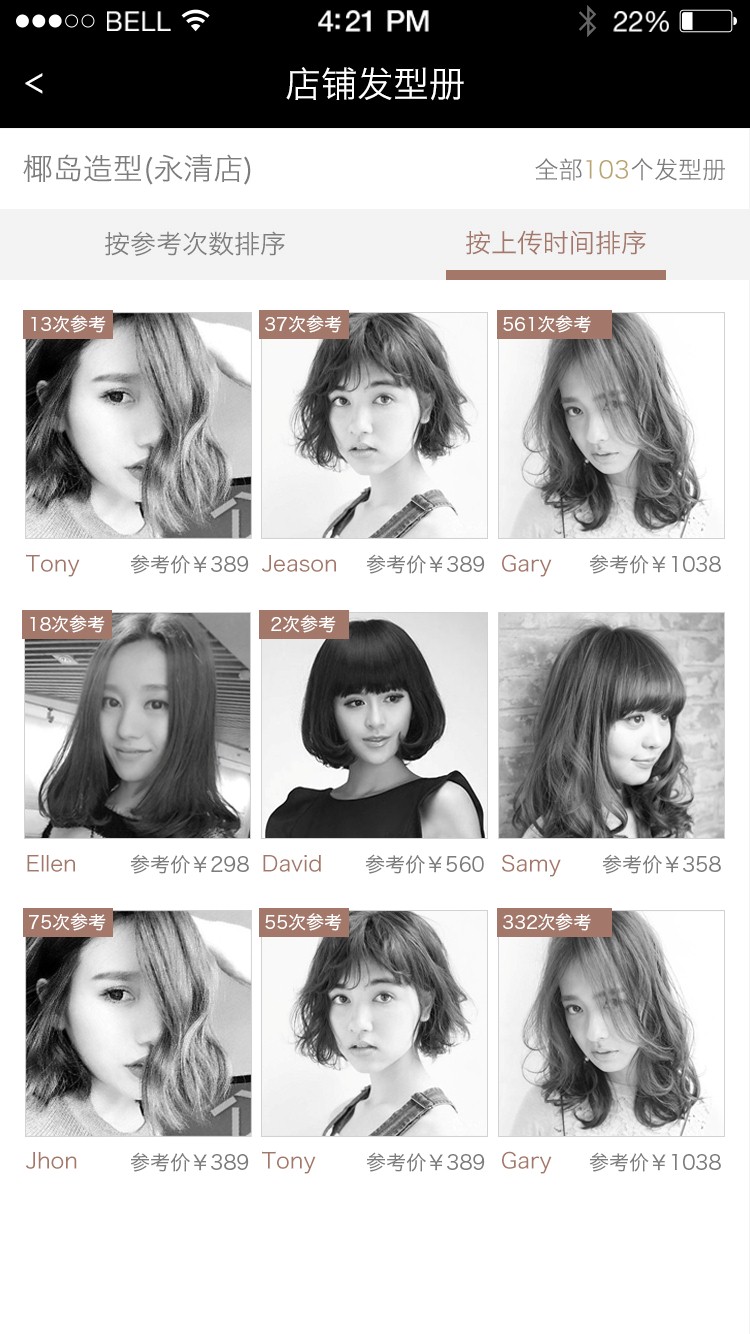 BELL 4:21 PM 22%
< 店铺发型册
椰岛造型(永清店) 全部103个发型册
按参考次数排序 按上传时间排序
13次参考 37次参考 561次参考
Tony 参考价￥389 Jeason 参考价￥389 Gary 参考价￥1038
18次参考 2次参考
Ellen 参考价￥298 David 参考价￥560 Samy 参考价￥358
75次参考 55次参考 332次参考
Jhon 参考价￥389 Tony 参考价￥389 Gary 参考价￥1038